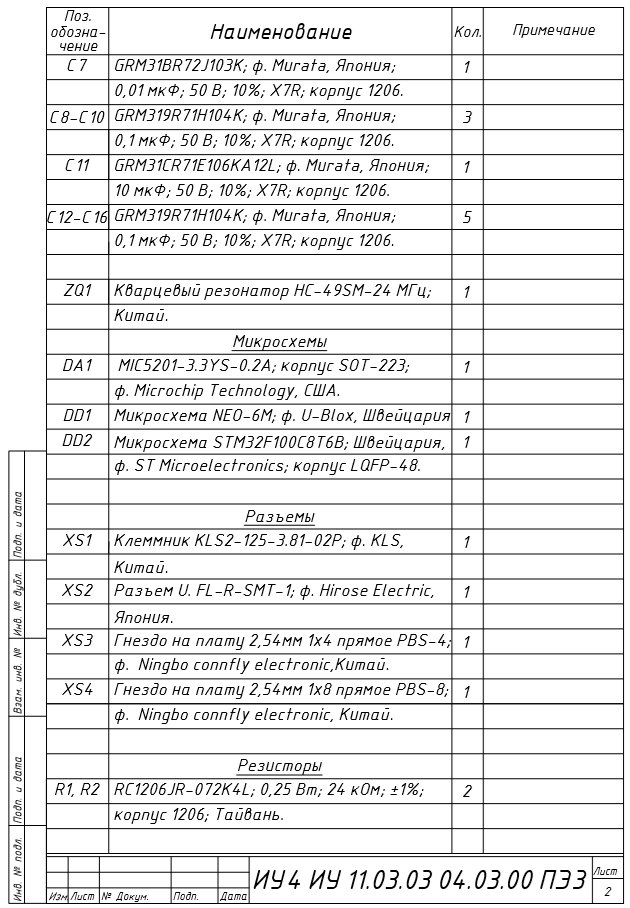 Поз. обозна-чение Наименование Кол. Примечание
C7 GRM31BR72J103K; ф. Murata, Япония; 1
0,01 мкФ; 50 В; 10%; X7R; корпус 1206.
C8-C10 GRM319R71H104K; ф. Murata, Япония; 3
0,1 мкФ; 50 В; 10%; X7R; корпус 1206.
C11 GRM31CR71E106KA12L; ф. Murata, Япония; 1
10 мкФ; 50 В; 10%; X7R; корпус 1206.
C12-C16 GRM319R71H104K; ф. Murata, Япония; 5
0,1 мкФ; 50 В; 10%; X7R; корпус 1206.
ZQ1 Кварцевый резонатор HC-49SM-24 МГц; 1
Китай.
Микросхемы
DA1 MIC5201-3.3YS-0.2A; корпус SOT-223; 1
ф. Microchip Technology, США.
DD1 Микросхема NEO-6M; ф. U-Blox, Швейцария 1
DD2 Микросхема STM32F100C8T6B; Швейцария, 1
ф. ST Microelectronics; корпус LQFP-48.
Разъемы
XS1 Клеммник KLS2-125-3.81-02P; ф. KLS, 1
Китай.
XS2 Разъем U. FL-R-SMT-1; ф. Hirose Electric, 1
Япония.
XS3 Гнездо на плату 2,54мм 1x4 прямое PBS-4; 1
ф. Ningbo connfly electronic,Китай.
XS4 Гнездо на плату 2,54мм 1x8 прямое PBS-8; 1
ф. Ningbo connfly electronic, Китай.
Резисторы
R1, R2 RC1206JR-072K4L; 0,25 Вт; 24 кОм; ±1%; 2
корпус 1206; Тайвань.
Подп. и дата
Инв. № дубл.
Взам. инв. №
Подп. и дата
Инв. № подл.
Изм Лист № Докум. Подп. Дата
ИУ4 ИУ 11.03.03 04.03.00 ПЭ3
Лист
2